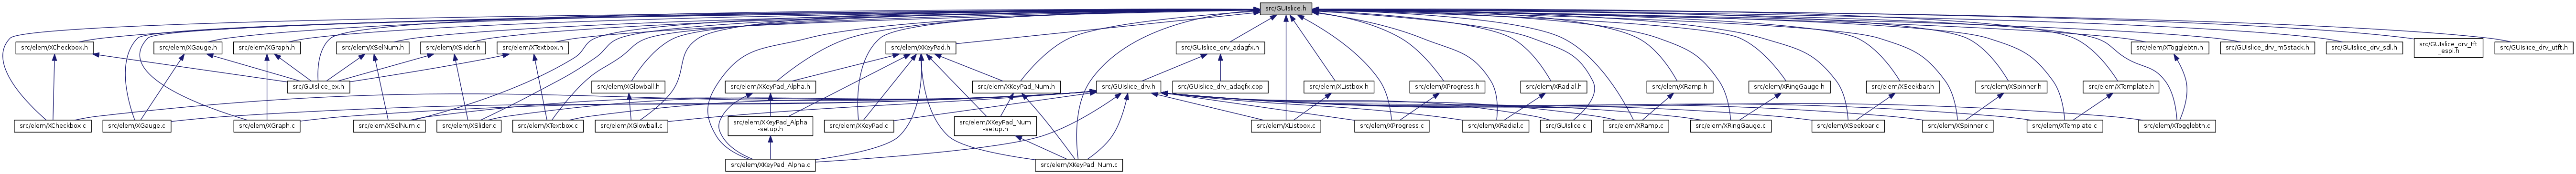 src/GUIslice.h
src/elem/XCheckbox.h
src/elem/XGauge.h
src/elem/XGraph.h
src/elem/XSelNum.h
src/elem/XSlider.h
src/elem/XTextbox.h
src/elem/XKeyPad.h
src/GUIslice_drv_adagfx.h
src/elem/XTogglebtn.h
src/GUIslice_drv_m5stack.h
src/GUIslice_drv_sdl.h
src/GUIslice_drv_tft
_espi.h
src/GUIslice_drv_utft.h
src/GUIslice_ex.h
src/elem/XGlowball.h
src/elem/XKeyPad_Alpha.h
src/elem/XKeyPad_Num.h
src/GUIslice_drv.h
src/GUIslice_drv_adagfx.cpp
src/elem/XListbox.h
src/elem/XProgress.h
src/elem/XRadial.h
src/elem/XRamp.h
src/elem/XRingGauge.h
src/elem/XSeekbar.h
src/elem/XSpinner.h
src/elem/XTemplate.h
src/elem/XCheckbox.c
src/elem/XGauge.c
src/elem/XGraph.c
src/elem/XSelNum.c
src/elem/XSlider.c
src/elem/XTextbox.c
src/elem/XGlowball.c
src/elem/XKeyPad_Alpha
-setup.h
src/elem/XKeyPad.c
src/elem/XKeyPad_Num
-setup.h
src/elem/XListbox.c
src/elem/XProgress.c
src/elem/XRadial.c
src/GUIslice.c
src/elem/XRamp.c
src/elem/XRingGauge.c
src/elem/XSeekbar.c
src/elem/XSpinner.c
src/elem/XTemplate.c
src/elem/XTogglebtn.c
src/elem/XKeyPad_Alpha.c
src/elem/XKeyPad_Num.c